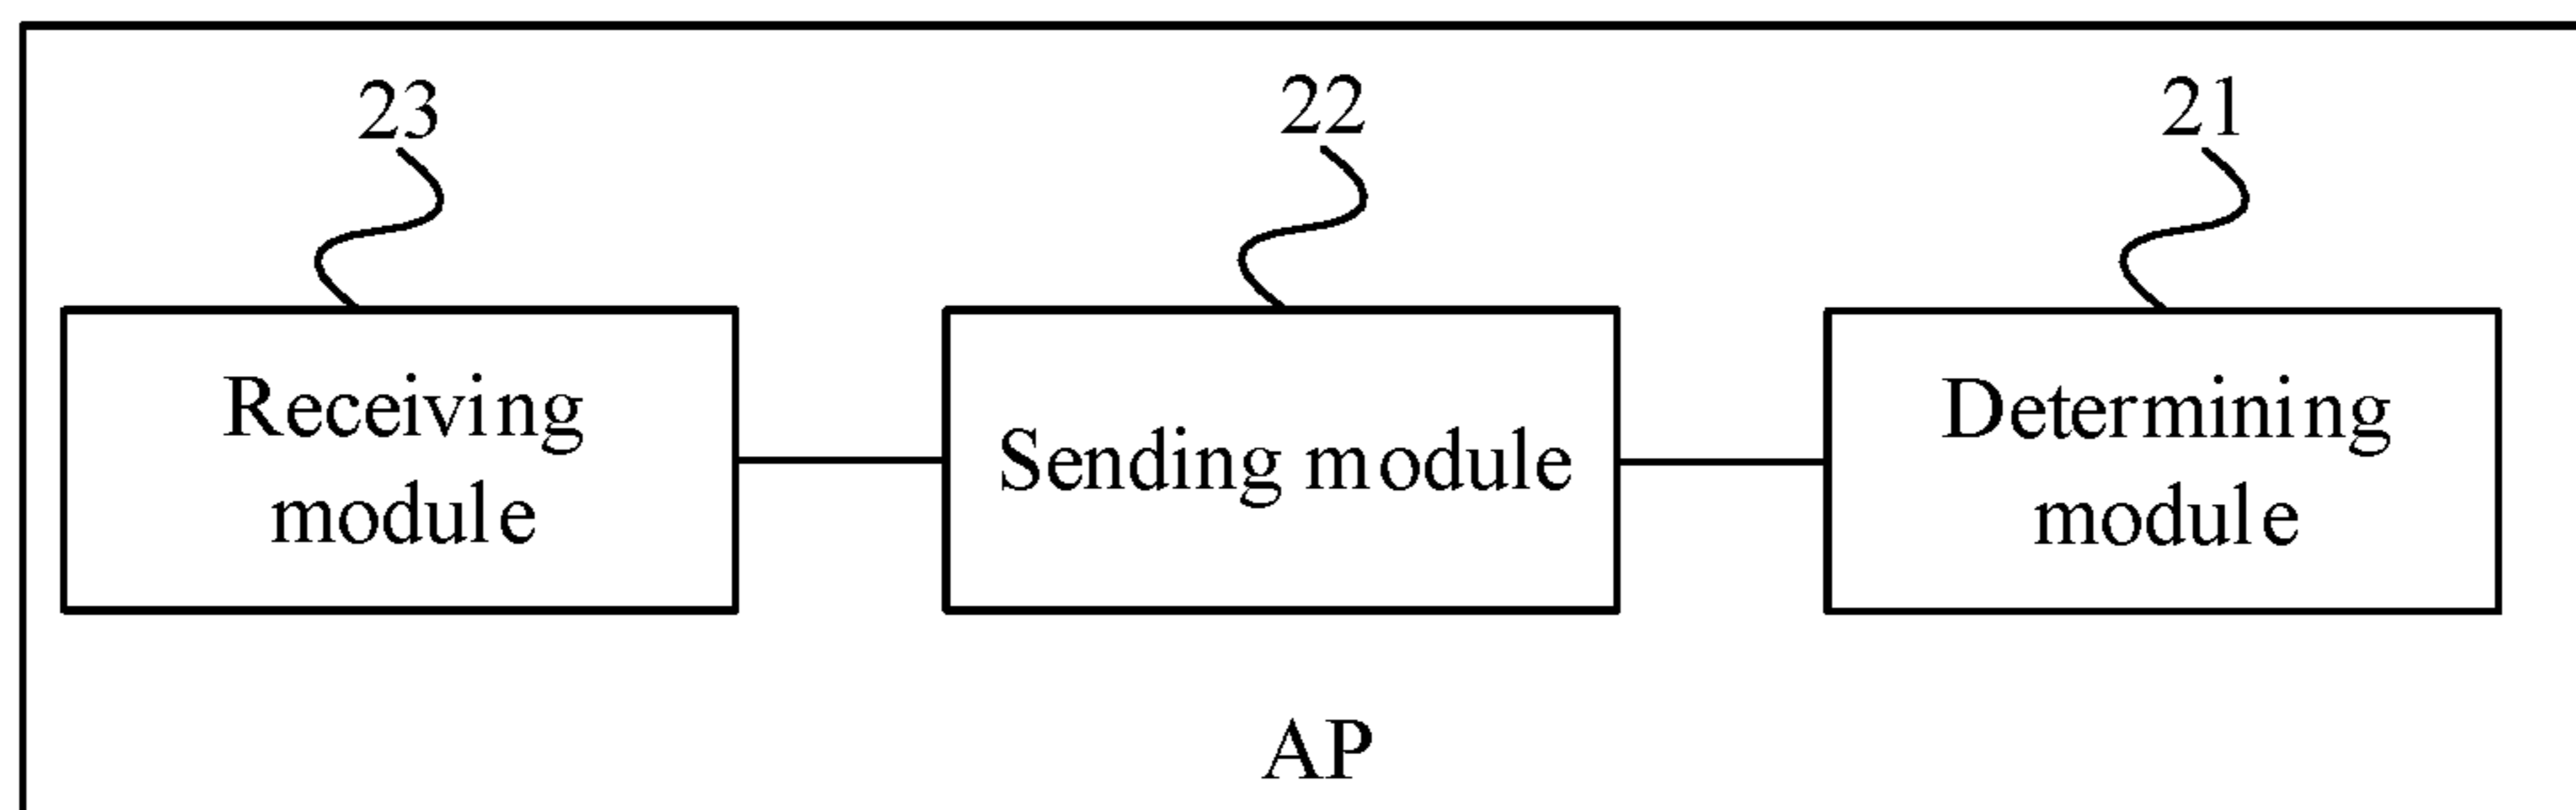 23
22
21
Receiving
module
Sending module
Determining
module
AP